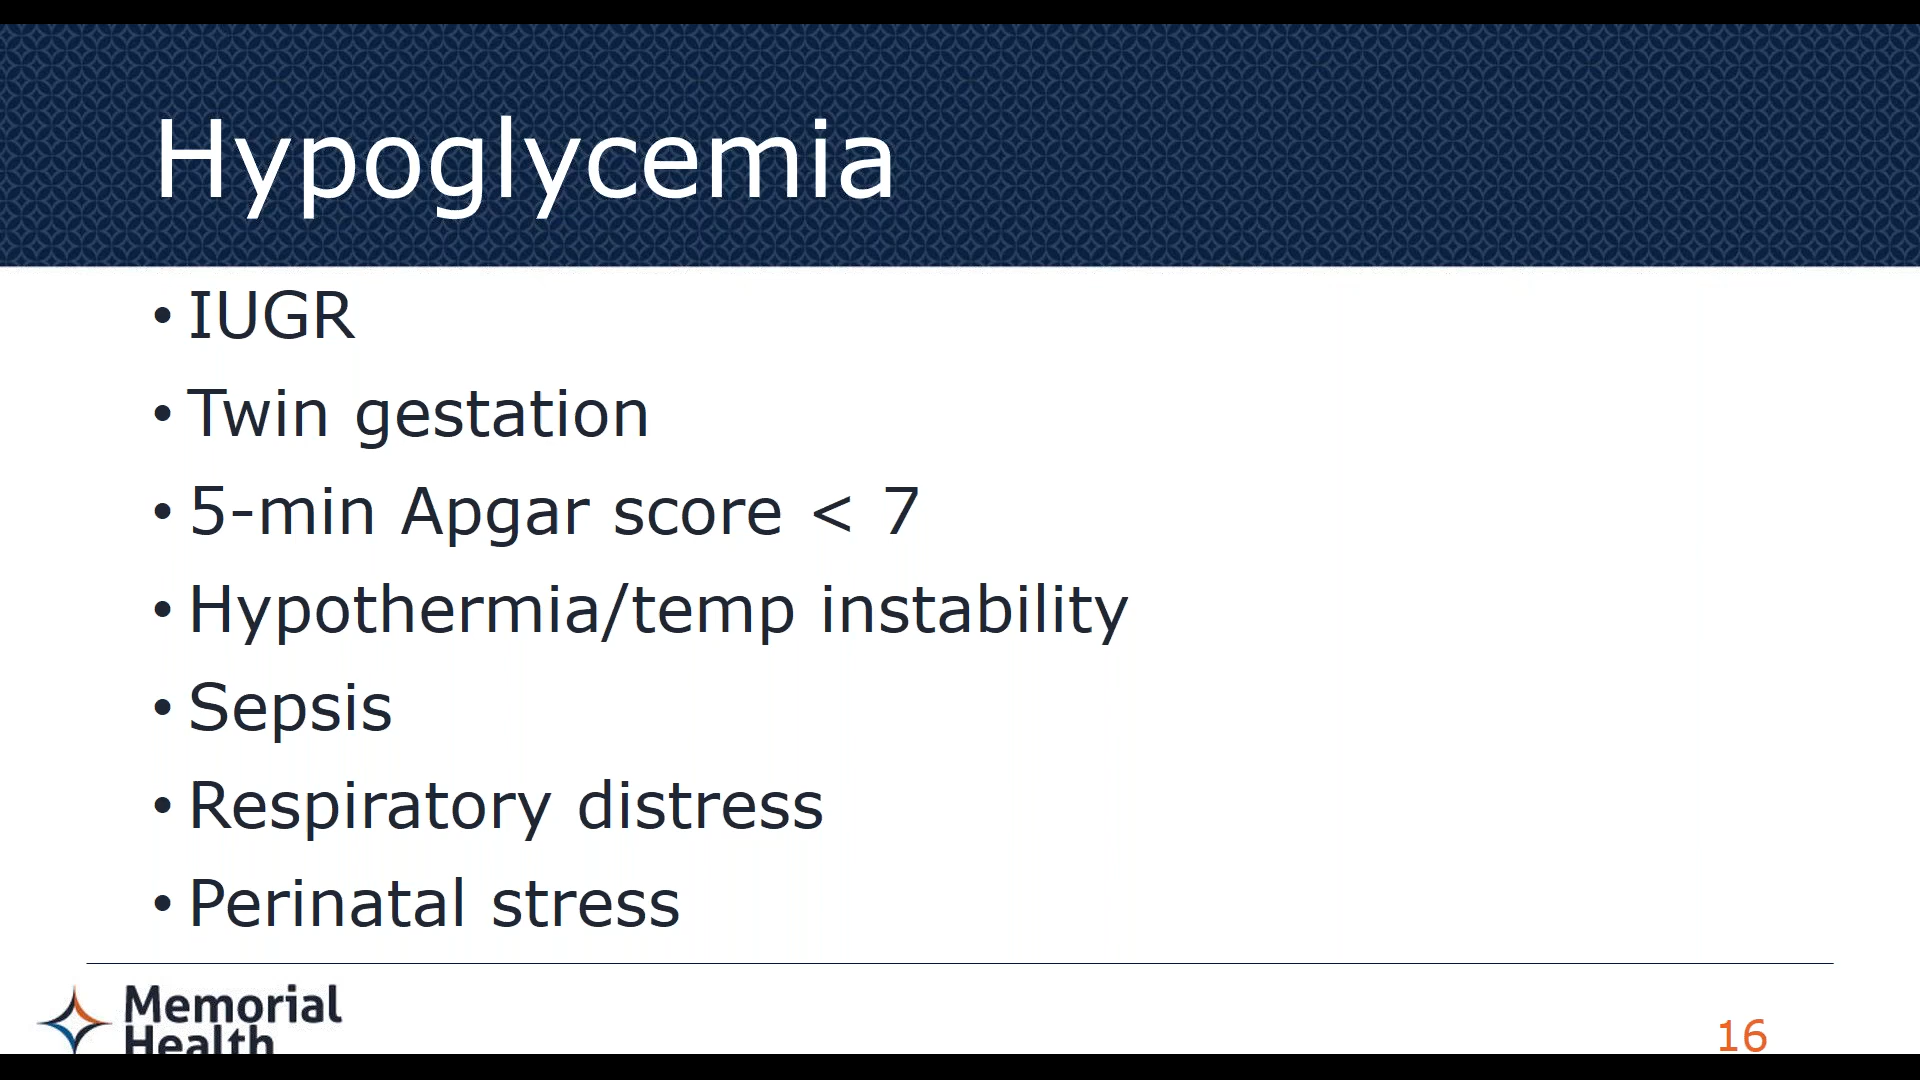 Hypoglycemia
• IUGR
• Twin gestation
• 5-min Apgar score < 7
• Hypothermia/temp instability
• Sepsis
• Respiratory distress
• Perinatal stress
Memorial
Health
16